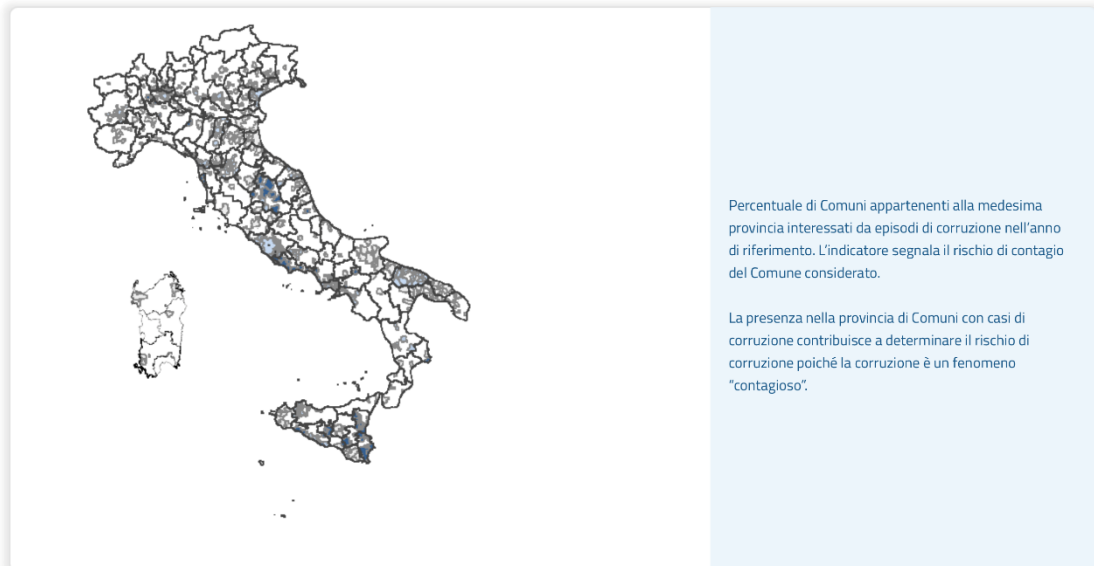 Percentuale di Comuni appartenenti alla medesima
provincia interessati da episodi di corruzione nell'anno
di riferimento. L'indicatore segnala il rischio di contagio
del Comune considerato.
La presenza nella provincia di Comuni con casi di
corruzione contribuisce a determinare il rischio di
corruzione poiché la corruzione è un fenomeno
"contagioso".